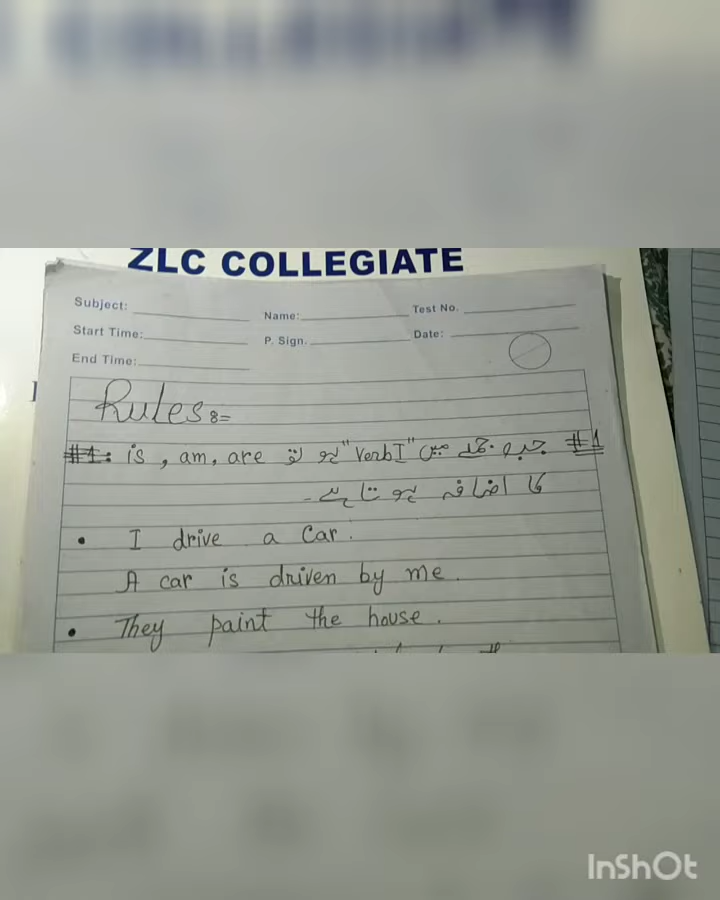 ZLC COLLEGIATE
Subject: Name: Test No.
Start Time: P. Sign. Date:
End Time:
Rules:=
#1 جب جملے میں "Verb I" ہو تو is, am, are
کا اضافہ ہوتا ہے۔
• I drive a Car.
A car is driven by me.
• They paint the house.
InShOt